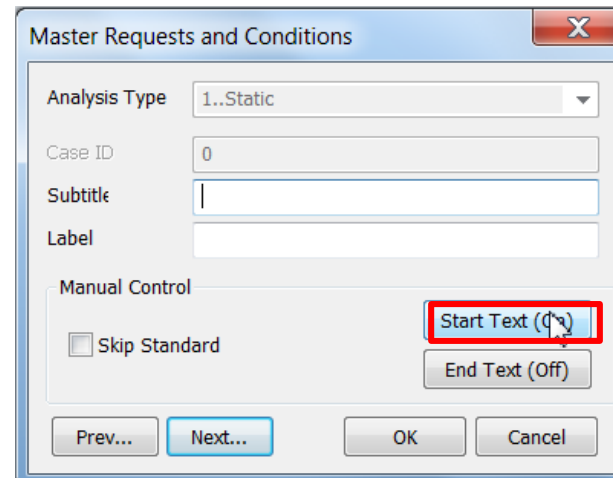 Master Requests and Conditions
Analysis Type 1..Static
Case ID 0
Subtitle
Label
Manual Control
Start Text (On)
Skip Standard
End Text (Off)
Prev... Next... OK Cancel